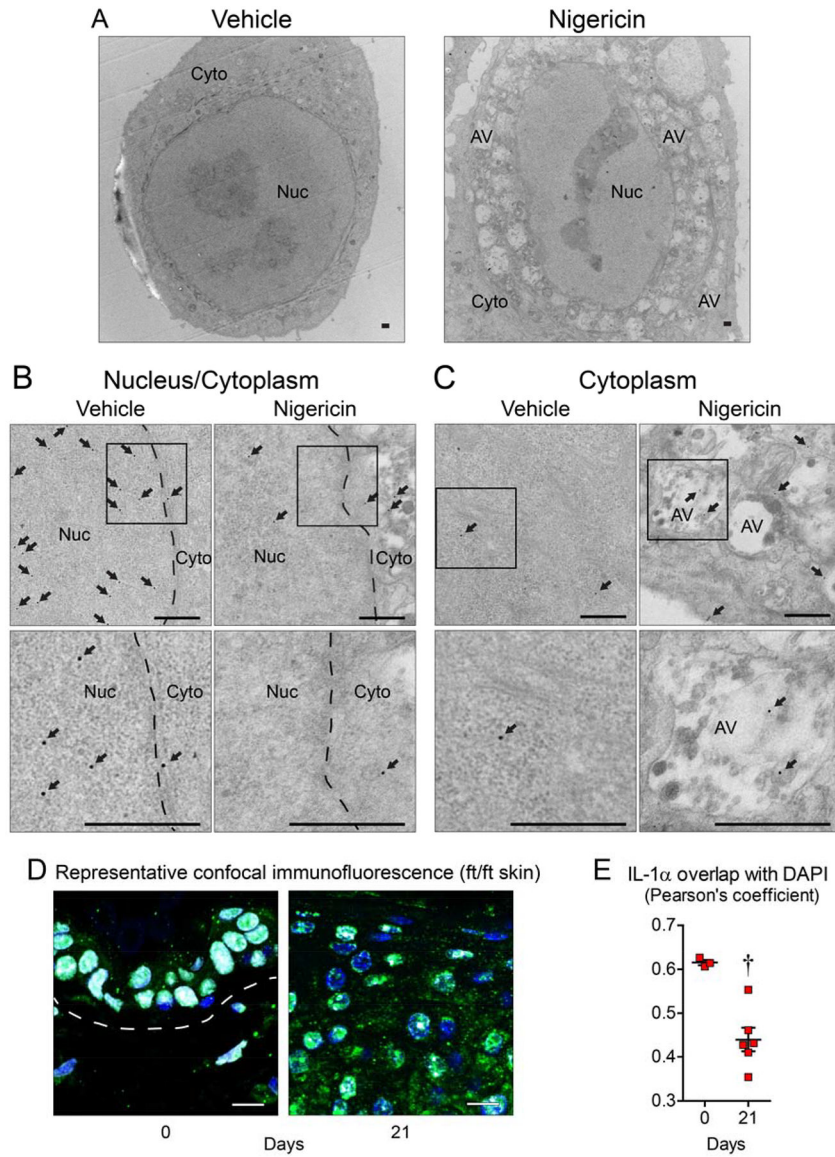 A
Vehicle
Nigericin
Cyto
Nuc
AV
AV
Nuc
Cyto
AV
B
Nucleus/Cytoplasm
Vehicle
Nigericin
Nuc
Cyto
Nuc
Cyto
Nuc
Cyto
Nuc
Cyto
C
Cytoplasm
Vehicle
Nigericin
AV
AV
AV
D Representative confocal immunofluorescence (ft/ft skin)
0
21
Days
E
IL-1α overlap with DAPI
(Pearson's coefficient)
0.7
0.6
0.5
0.4
0.3
†
0
21
Days